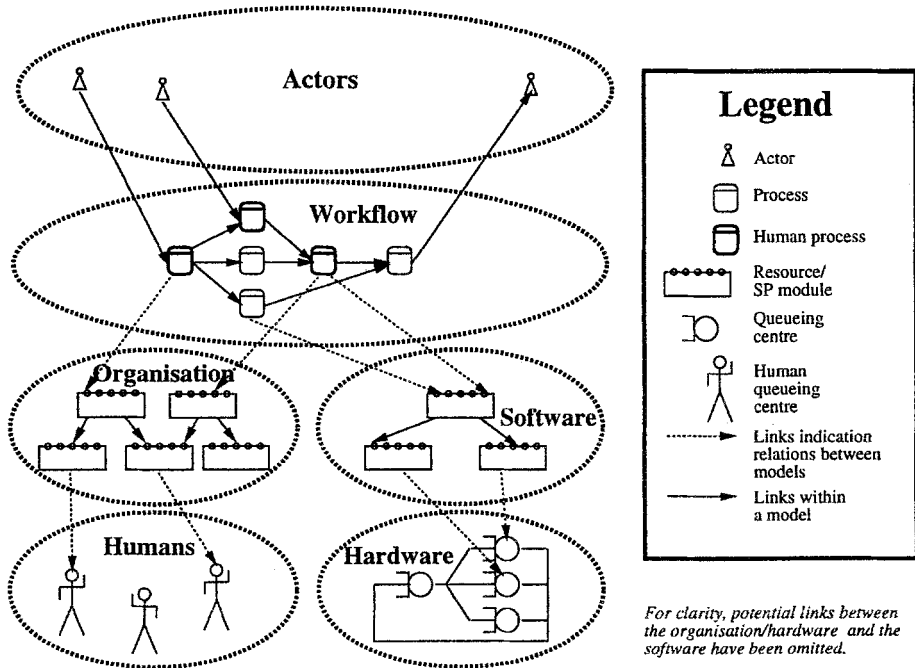 Actors
Workflow
Organisation
Software
Humans
Hardware
Legend
Actor
Process
Human process
Resource/
SP module
Queueing
centre
Human
queueing
centre
Links indication
relations between
models
Links within
a model
For clarity, potential links between
the organisation/hardware and the
software have been omitted.